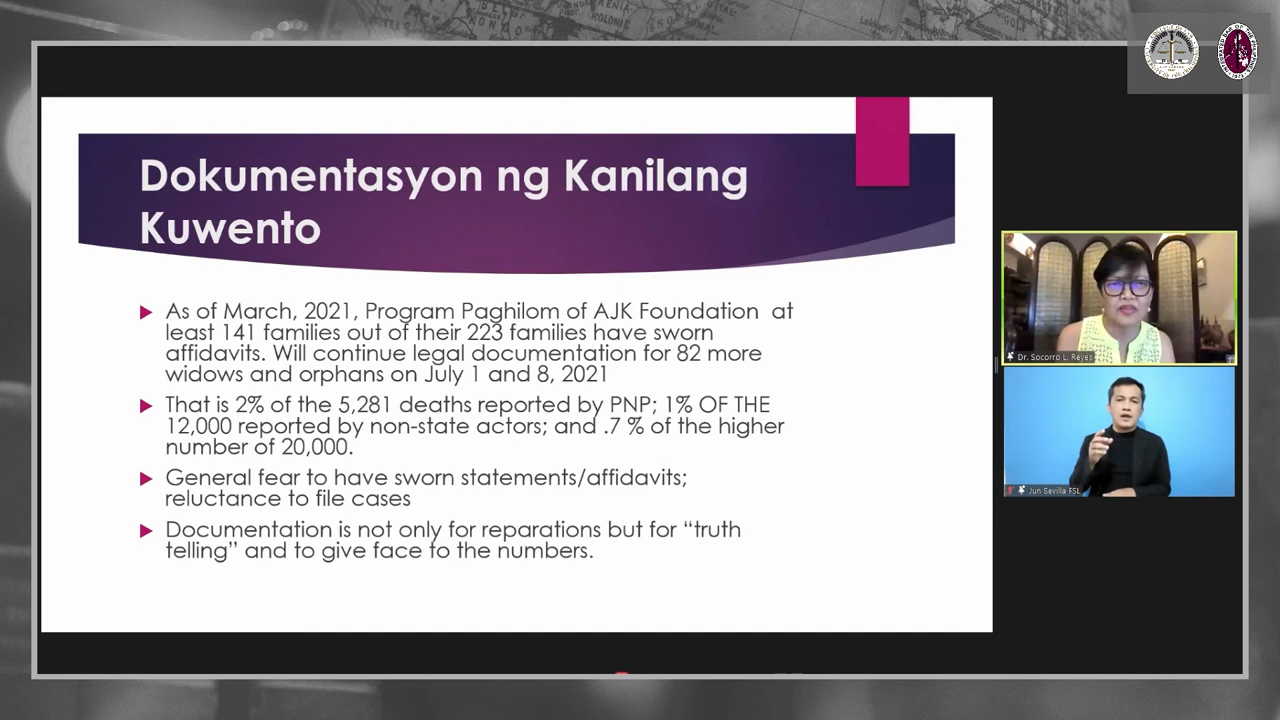 Dokumentasyon ng Kanilang
Kuwento
As of March, 2021, Program Paghilom of AJK Foundation at
least 141 families out of their 223 families have sworn
affidavits. Will continue legal documentation for 82 more
widows and orphans on July 1 and 8, 2021
That is 2% of the 5,281 deaths reported by PNP; 1% OF THE
12,000 reported by non-state actors; and .7 % of the higher
number of 20,000.
General fear to have sworn statements/affidavits;
reluctance to file cases
Documentation is not only for reparations but for “truth
telling” and to give face to the numbers.
Dr. Socorro L. Reyes
Jun Sevilla FSL